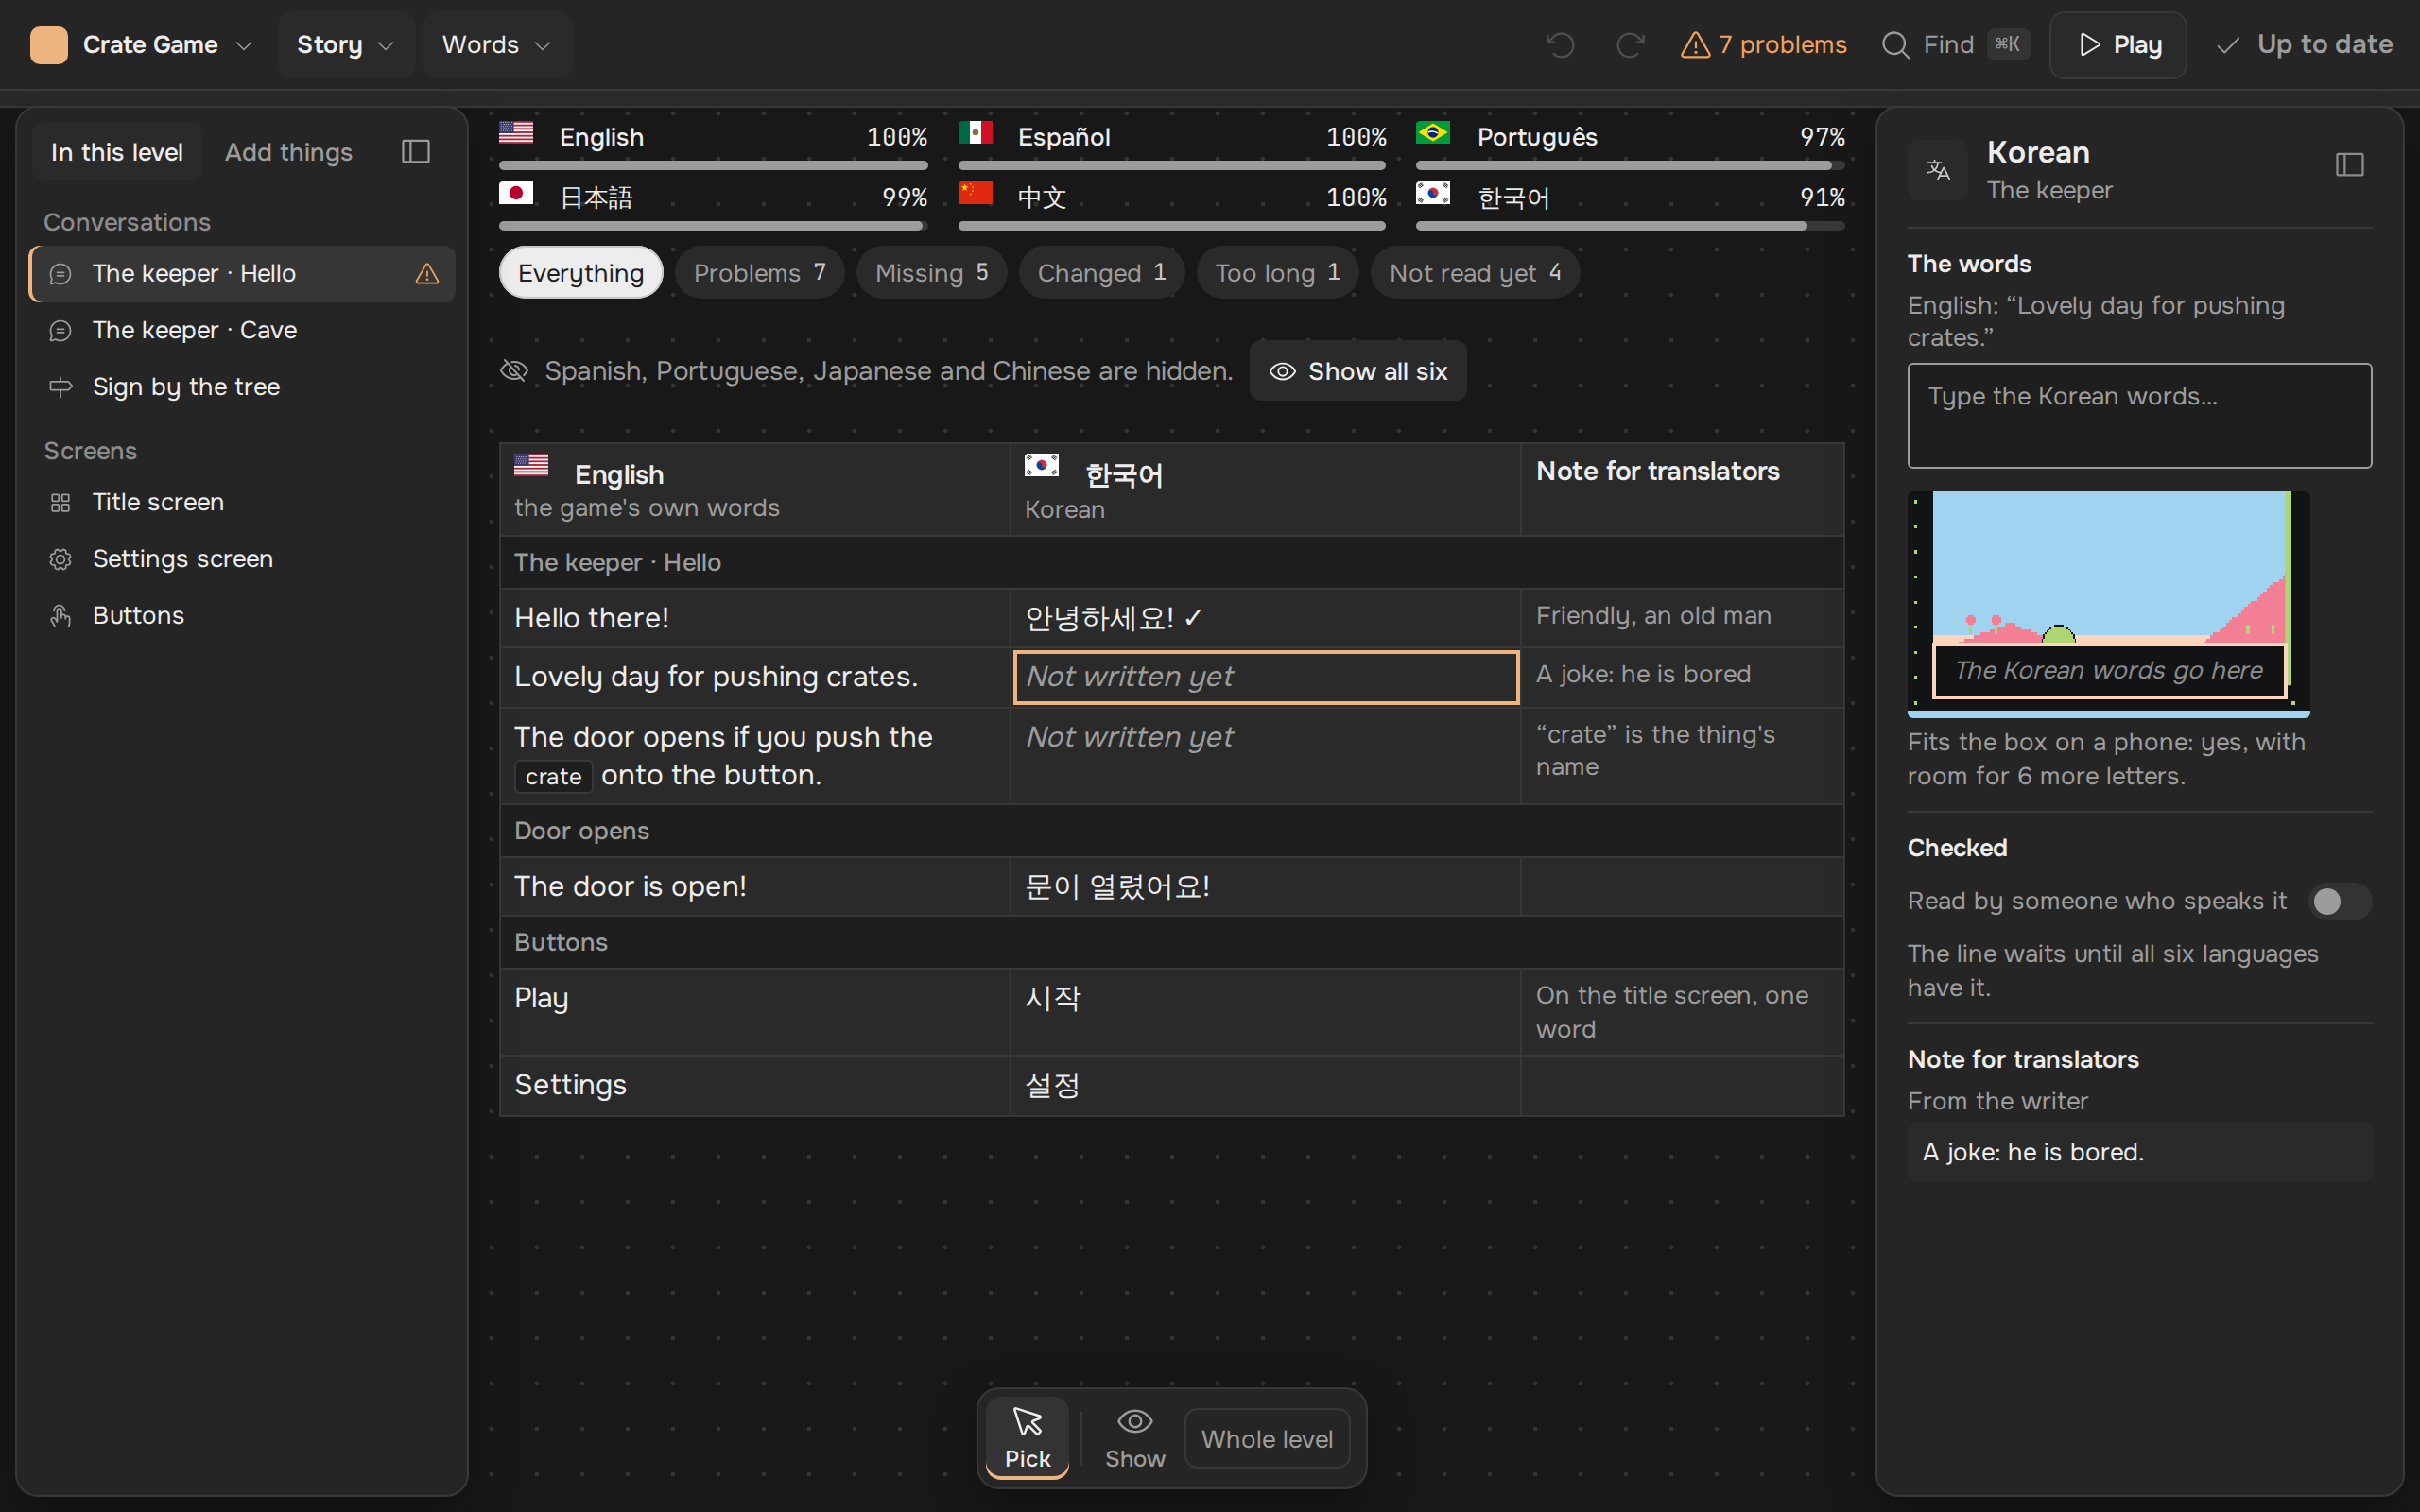 Crate Game
Story
Words
7 problems
Find ⌘K
Play
Up to date
In this level
Add things
Conversations
The keeper · Hello
The keeper · Cave
Sign by the tree
Screens
Title screen
Settings screen
Buttons
English 100%
Español 100%
Português 97%
日本語 99%
中文 100%
한국어 91%
Everything
Problems 7
Missing 5
Changed 1
Too long 1
Not read yet 4
Spanish, Portuguese, Japanese and Chinese are hidden.
Show all six
English
the game's own words
한국어
Korean
Note for translators
The keeper · Hello
Hello there!
안녕하세요! ✓
Friendly, an old man
Lovely day for pushing crates.
Not written yet
A joke: he is bored
The door opens if you push the
crate onto the button.
Not written yet
“crate” is the thing's
name
Door opens
The door is open!
문이 열렸어요!
Buttons
Play
시작
On the title screen, one
word
Settings
설정
Pick
Show
Whole level
Korean
The keeper
The words
English: “Lovely day for pushing
crates.”
Type the Korean words...
The Korean words go here
Fits the box on a phone: yes, with
room for 6 more letters.
Checked
Read by someone who speaks it
The line waits until all six languages
have it.
Note for translators
From the writer
A joke: he is bored.